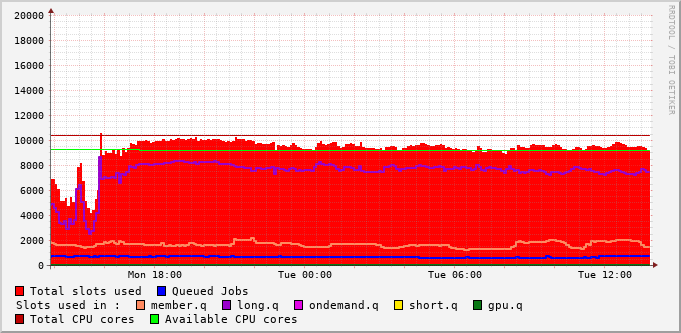 20000
18000
16000
14000
12000
10000
8000
6000
4000
2000
0
Mon 18:00 Tue 00:00 Tue 06:00 Tue 12:00
RRDTOOL / TOBI OETIKER
Total slots used Queued Jobs
Slots used in : member.q long.q ondemand.q short.q gpu.q
Total CPU cores Available CPU cores